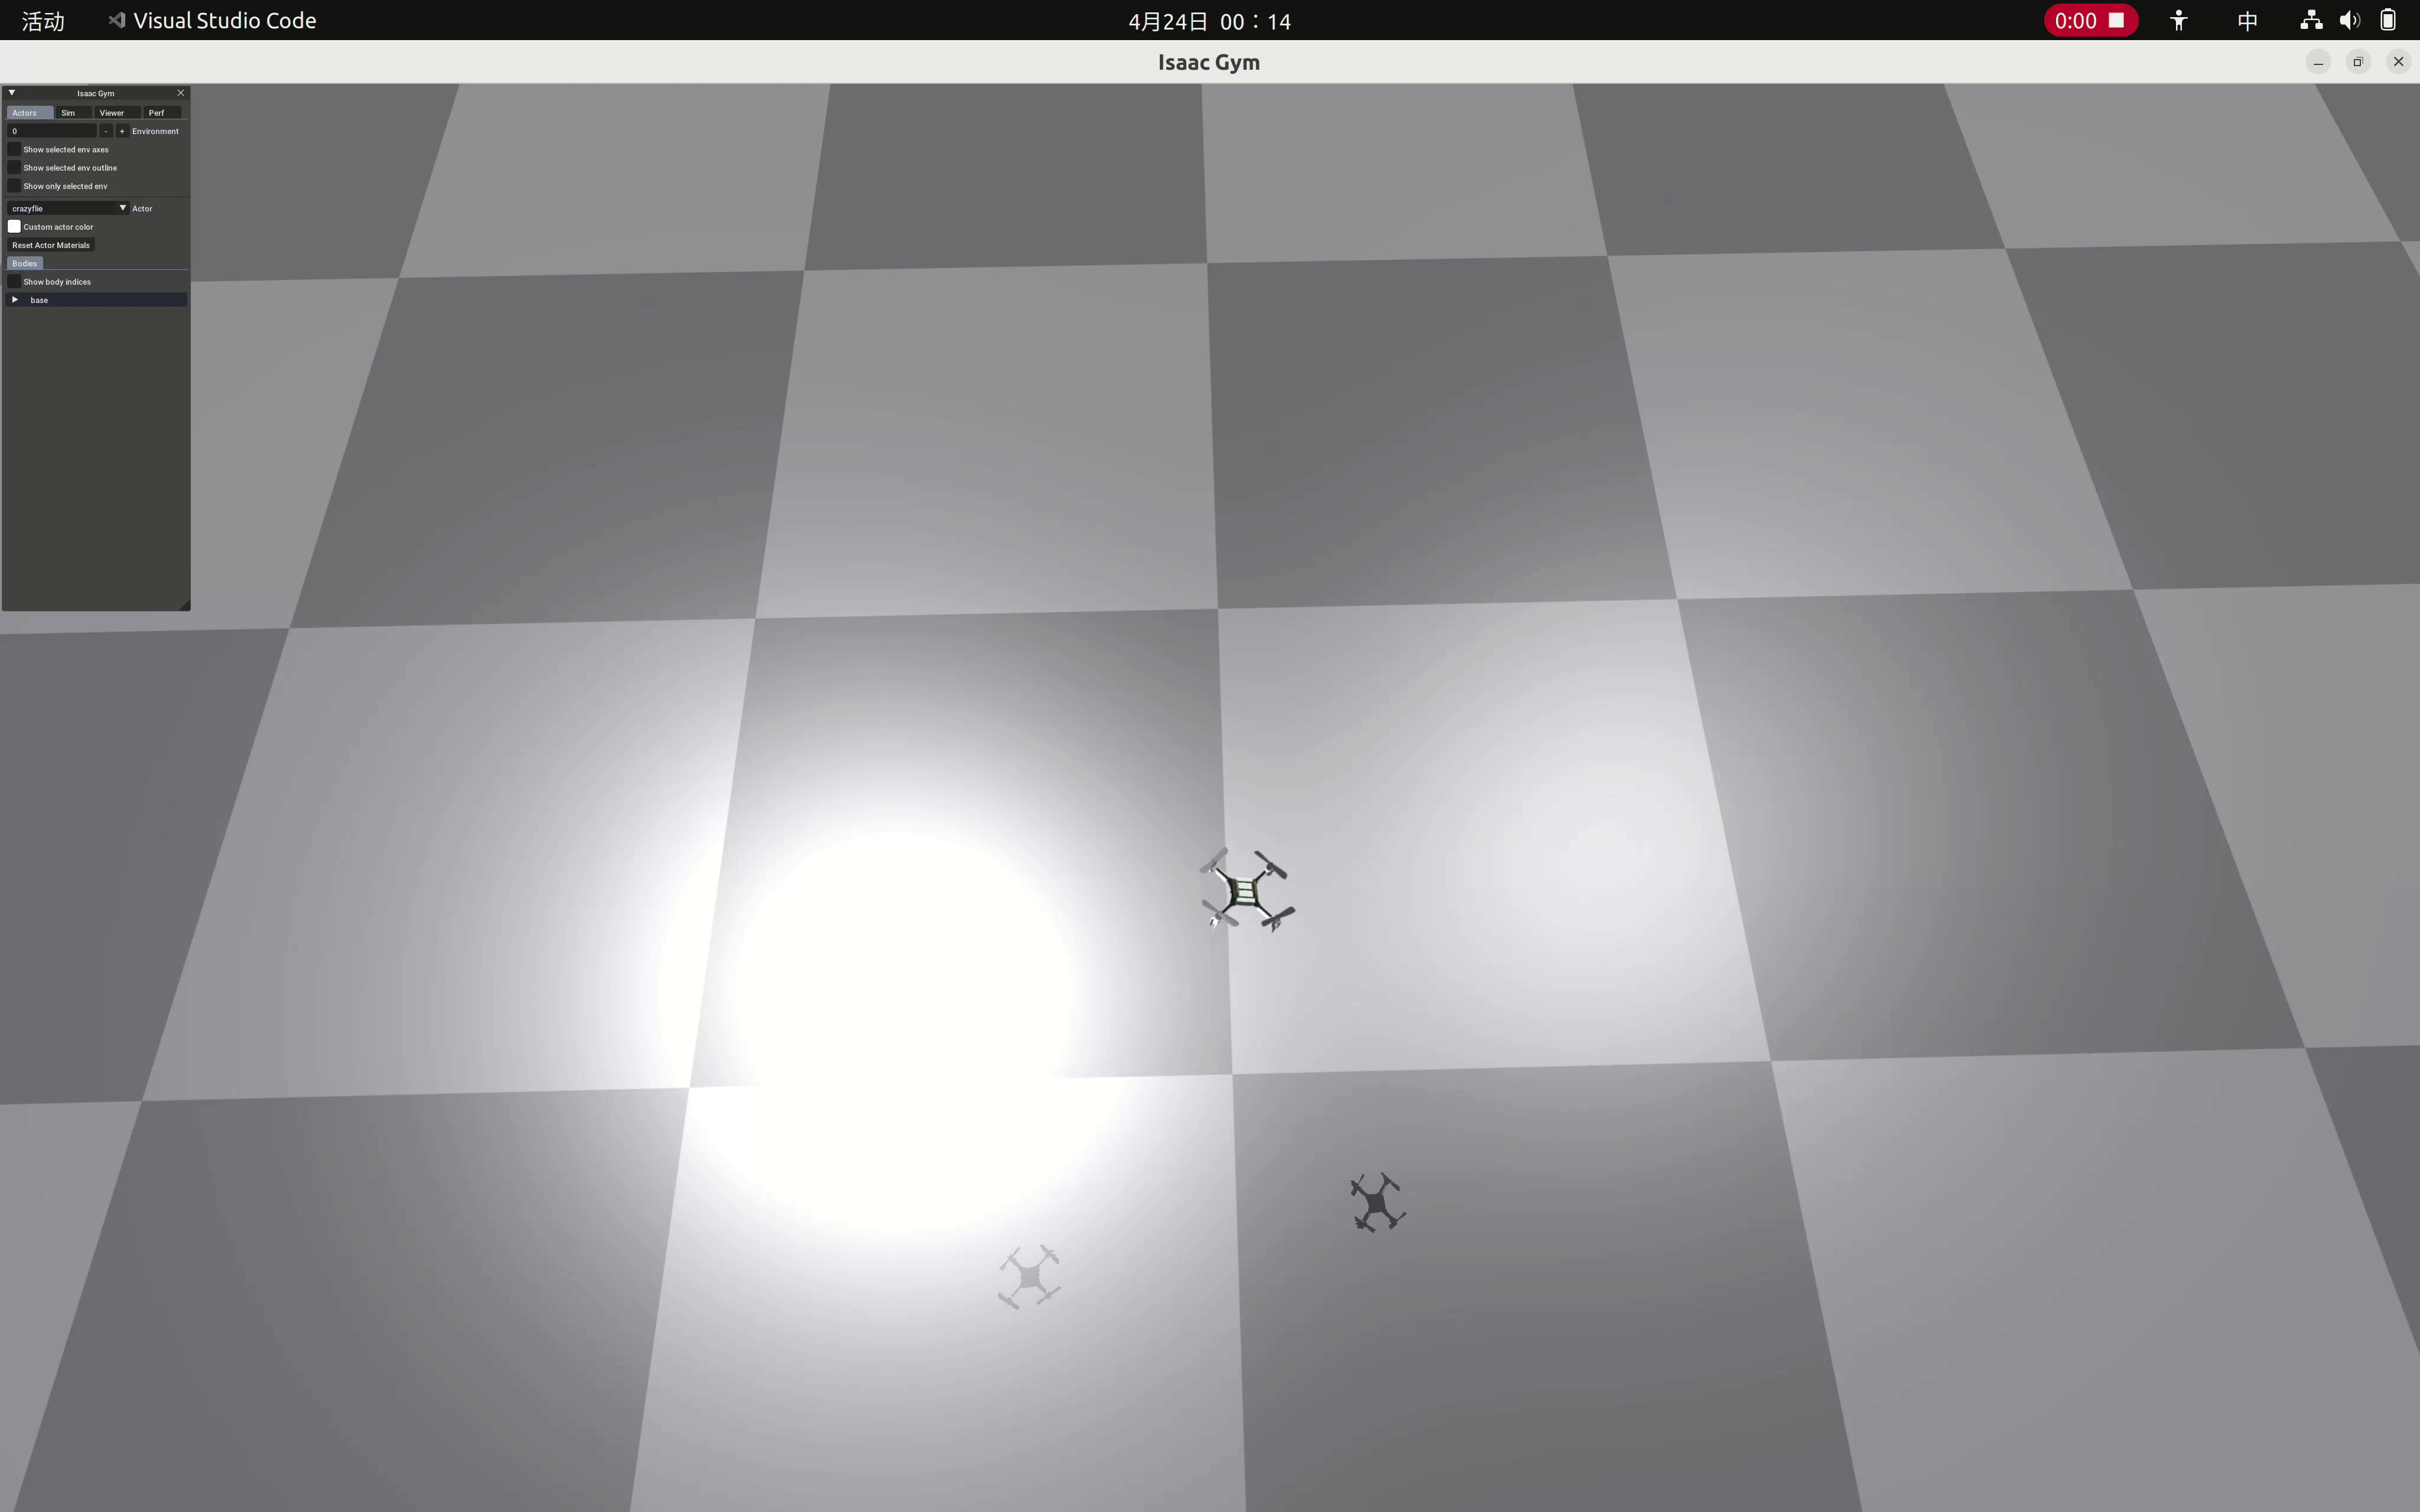 活动 Visual Studio Code 4月24日 00：14 0:00 中
Isaac Gym
Isaac Gym
Actors Sim Viewer Perf
0 - + Environment
Show selected env axes
Show selected env outline
Show only selected env
crazyflie Actor
Custom actor color
Reset Actor Materials
Bodies
Show body indices
base